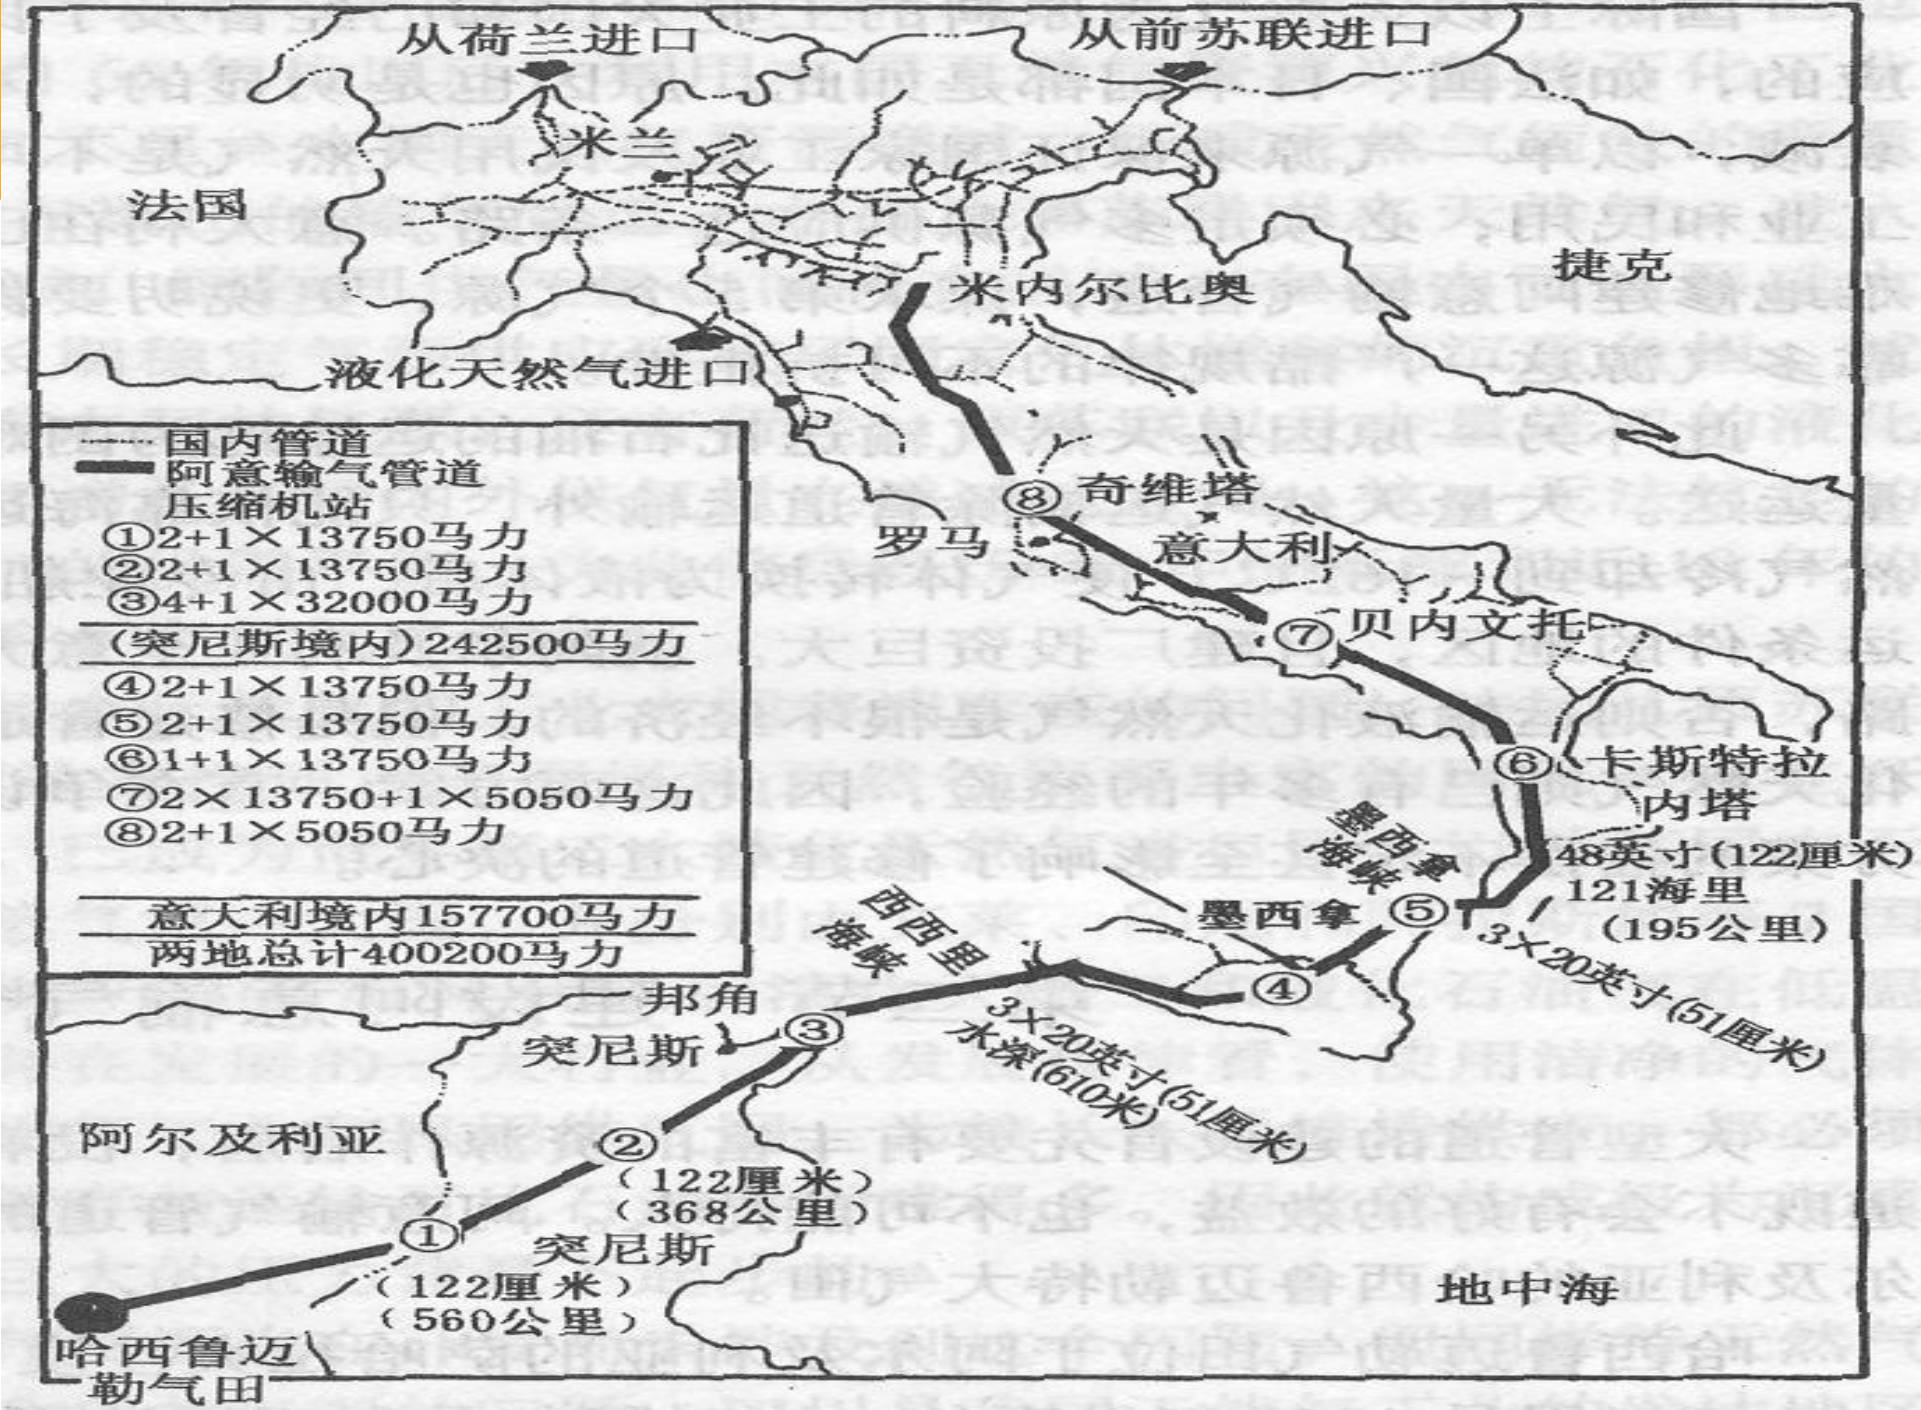 从荷兰进口
从前苏联进口
米兰
法国
捷克
米内尔比奥
液化天然气进口
国内管道
阿意输气管道
压缩机站
①2+1×13750马力
②2+1×13750马力
③4+1×32000马力
(突尼斯境内)242500马力
④2+1×13750马力
⑤2+1×13750马力
⑥1+1×13750马力
⑦2×13750+1×5050马力
⑧2+1×5050马力
意大利境内157700马力
两地总计400200马力
⑧
奇维塔
罗马
意大利
⑦
贝内文托
⑥
卡斯特拉
内塔
48英寸(122厘米)
121海里
(195公里)
墨西拿
海峡
墨西拿
⑤
3×20英寸(51厘米)
西西里
海峡
④
3×20英寸(51厘米)
水深(610米)
邦角
突尼斯
③
阿尔及利亚
②
(122厘米)
(368公里)
①
突尼斯
(122厘米)
(560公里)
地中海
哈西鲁迈
勒气田